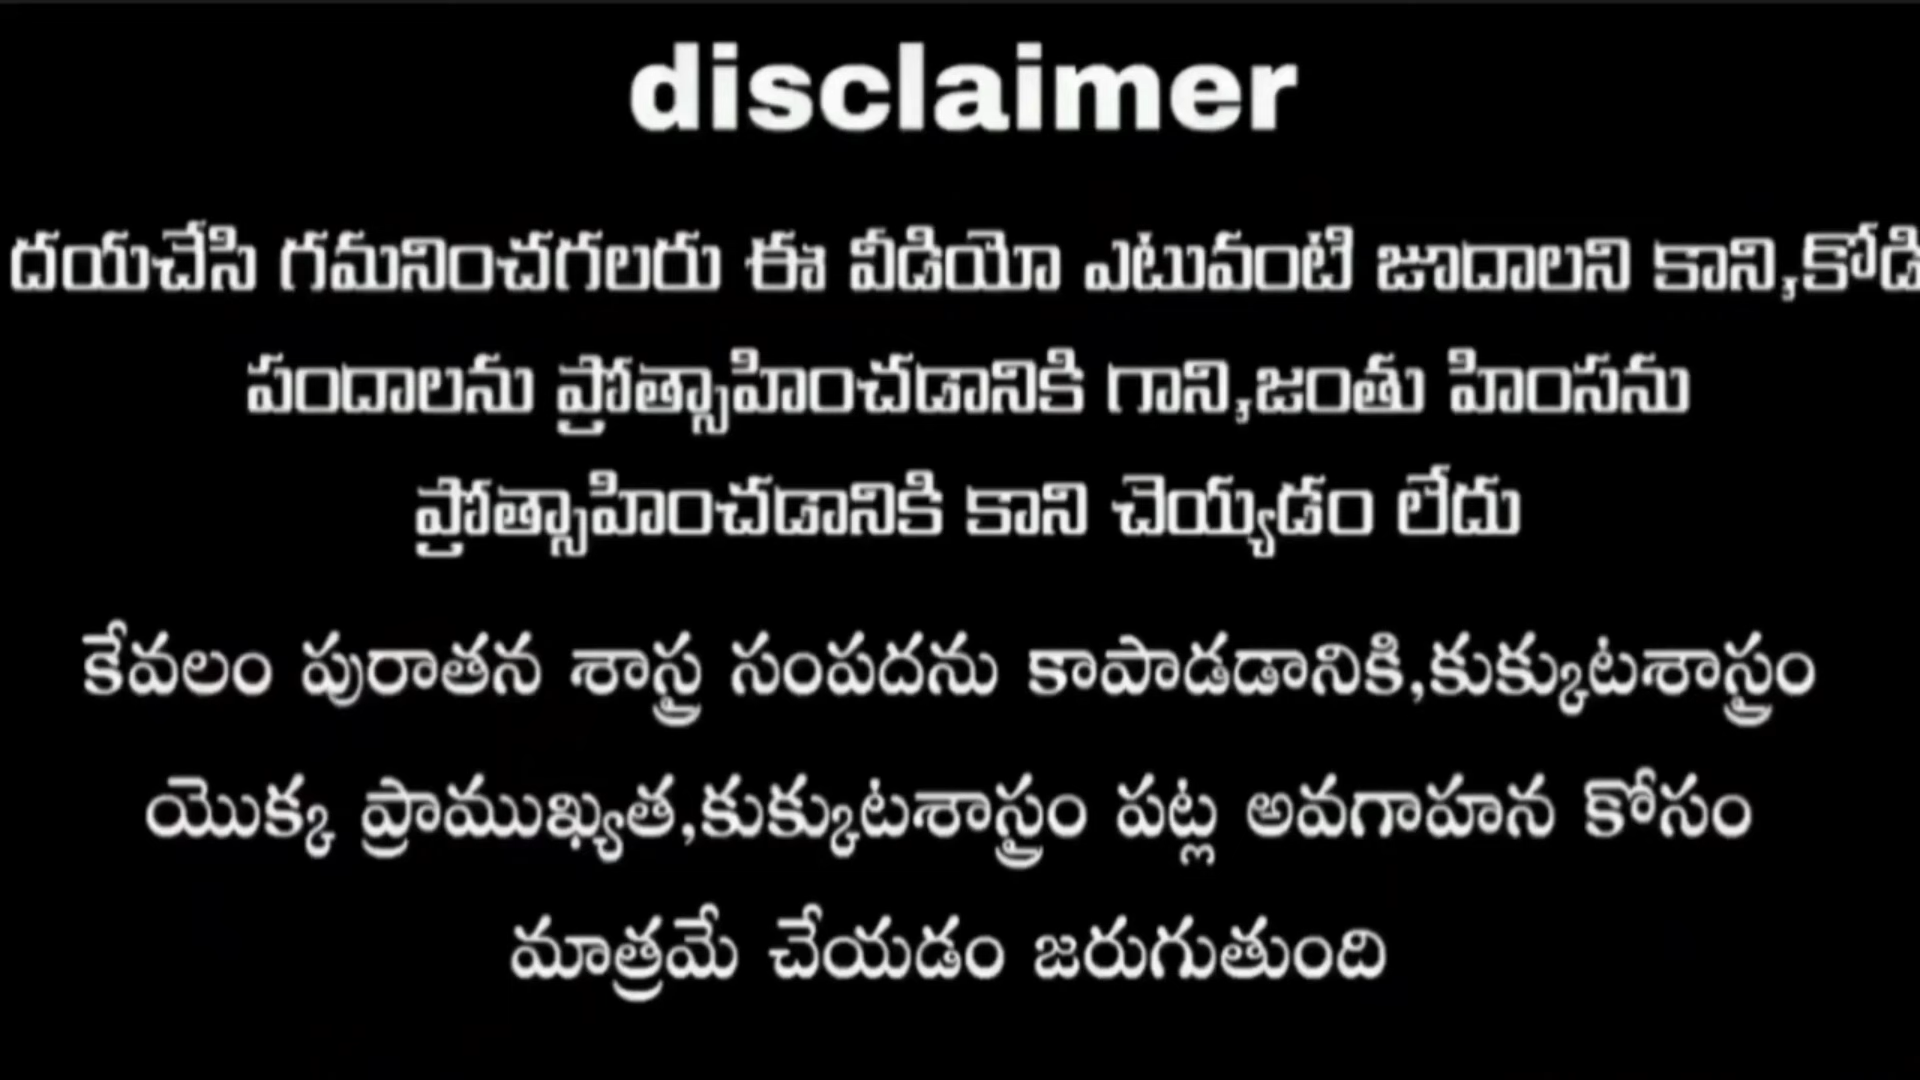 disclaimer
దయచేసి గమనించగలరు ఈ వీడియో ఎటువంటి జూదాలని కాని,కోడి
పందాలను ప్రోత్సాహించడానికి గాని,జంతు హింసను
ప్రోత్సాహించడానికి కాని చెయ్యడం లేదు
కేవలం పురాతన శాస్త్ర సంపదను కాపాడడానికి,కుక్కుటశాస్త్రం
యొక్క ప్రాముఖ్యత,కుక్కుటశాస్త్రం పట్ల అవగాహన కోసం
మాత్రమే చేయడం జరుగుతుంది